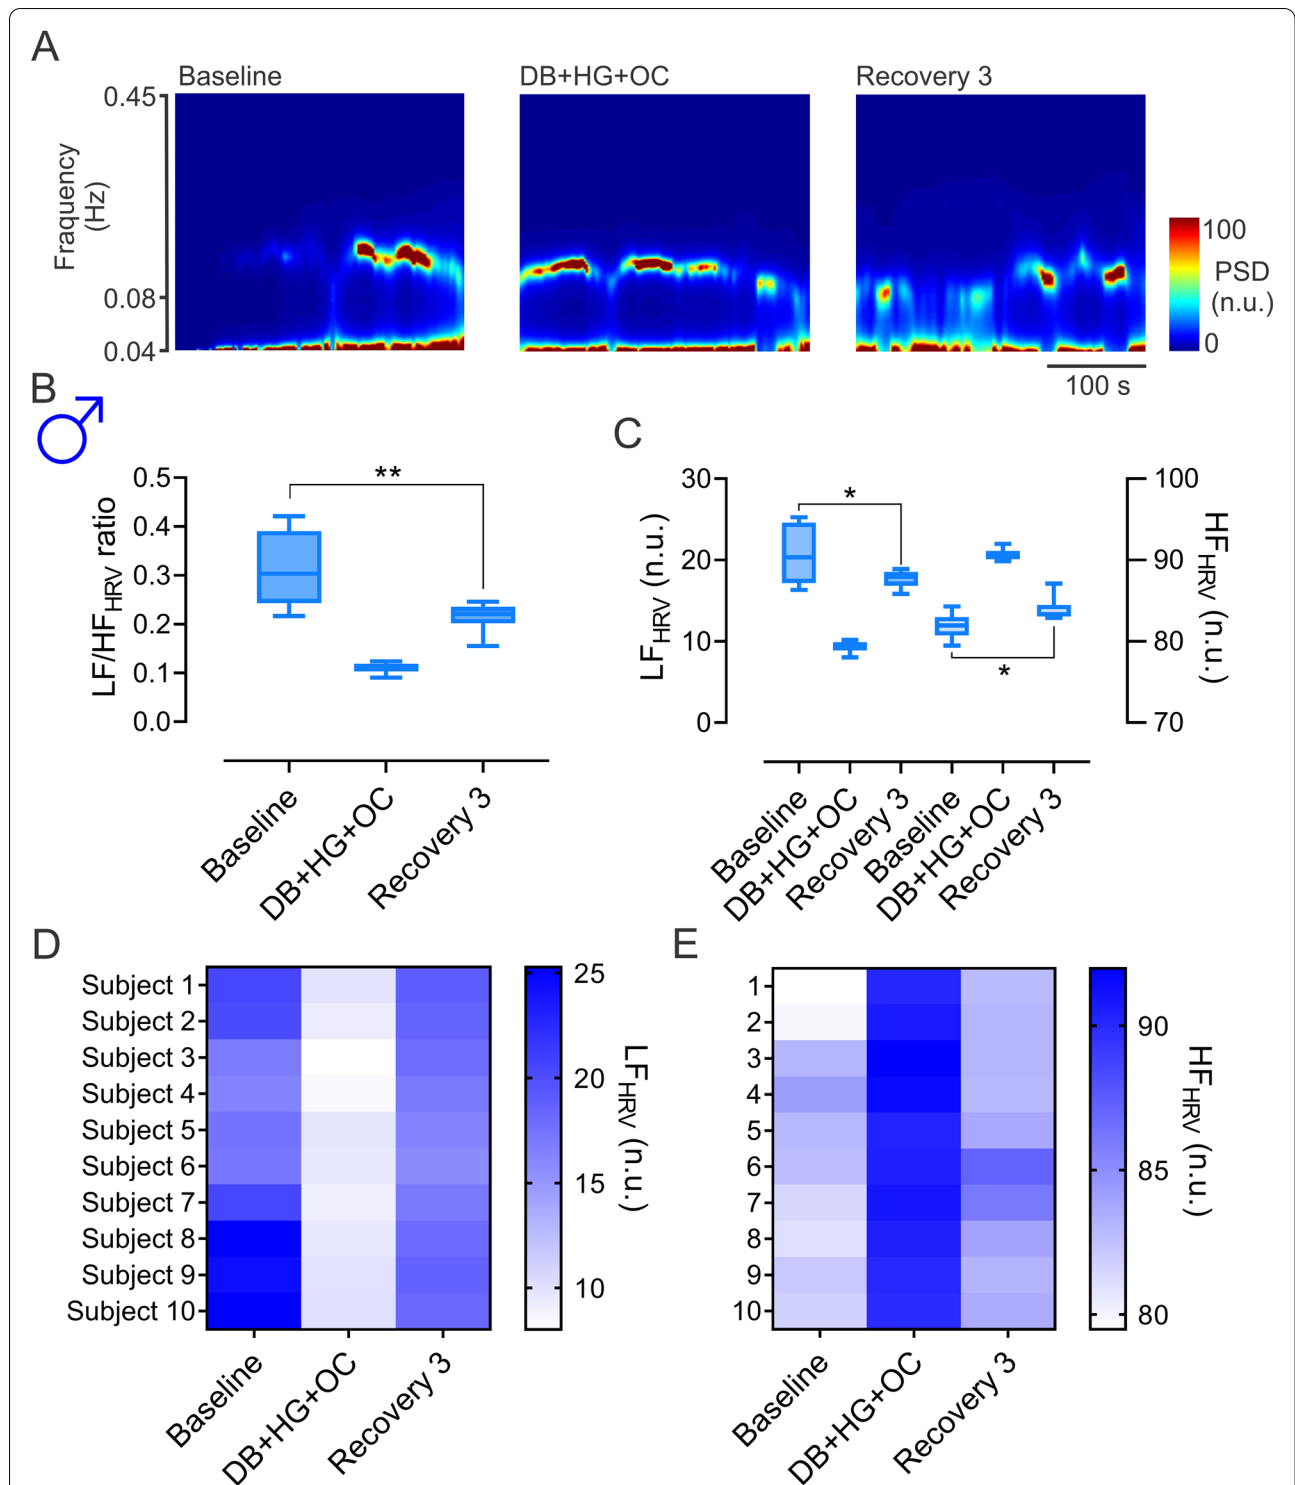 A
Baseline
DB+HG+OC
Recovery 3
0.45
0.08
0.04
Fraquency
(Hz)
100
PSD
(n.u.)
0
100 s
B
LF/HFHRV ratio
0.5
0.4
0.3
0.2
0.1
0.0
**
Baseline
DB+HG+OC
Recovery 3
C
LFHRV (n.u.)
30
20
10
0
*
*
100
90
80
70
HFHRV (n.u.)
Baseline
DB+HG+OC
Recovery 3
Baseline
DB+HG+OC
Recovery 3
D
Subject 1
Subject 2
Subject 3
Subject 4
Subject 5
Subject 6
Subject 7
Subject 8
Subject 9
Subject 10
Baseline
DB+HG+OC
Recovery 3
25
20
15
10
LFHRV (n.u.)
E
1
2
3
4
5
6
7
8
9
10
Baseline
DB+HG+OC
Recovery 3
90
85
80
HFHRV (n.u.)